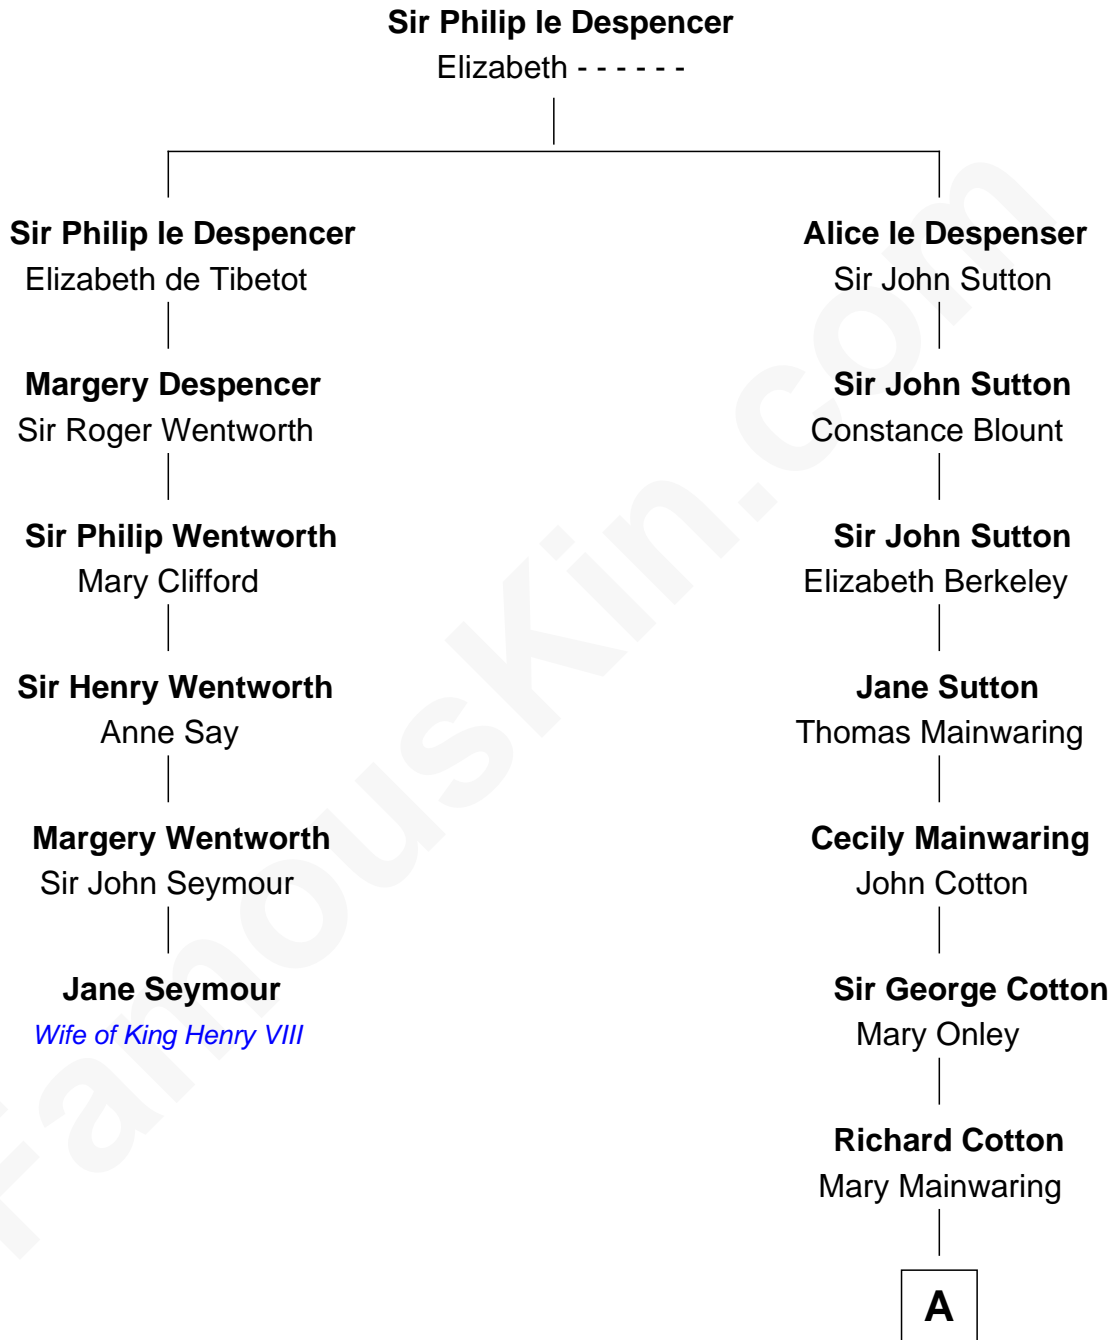 Sir Philip le Despencer
Elizabeth - - - - - -
Sir Philip le Despencer
Elizabeth de Tibetot
Alice le Despenser
Sir John Sutton
Margery Despencer
Sir Roger Wentworth
Sir John Sutton
Constance Blount
Sir Philip Wentworth
Mary Clifford
Sir John Sutton
Elizabeth Berkeley
Sir Henry Wentworth
Anne Say
Jane Sutton
Thomas Mainwaring
Margery Wentworth
Sir John Seymour
Cecily Mainwaring
John Cotton
Jane Seymour
Wife of King Henry VIII
Sir George Cotton
Mary Onley
Richard Cotton
Mary Mainwaring
A
FamousKin.com